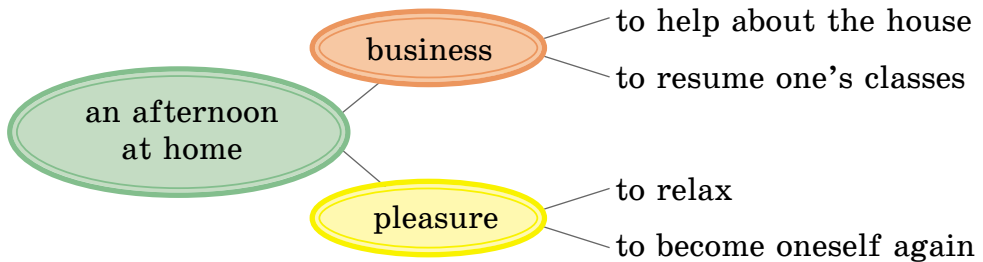 an afternoon
at home
business
to help about the house
to resume one's classes
pleasure
to relax
to become oneself again